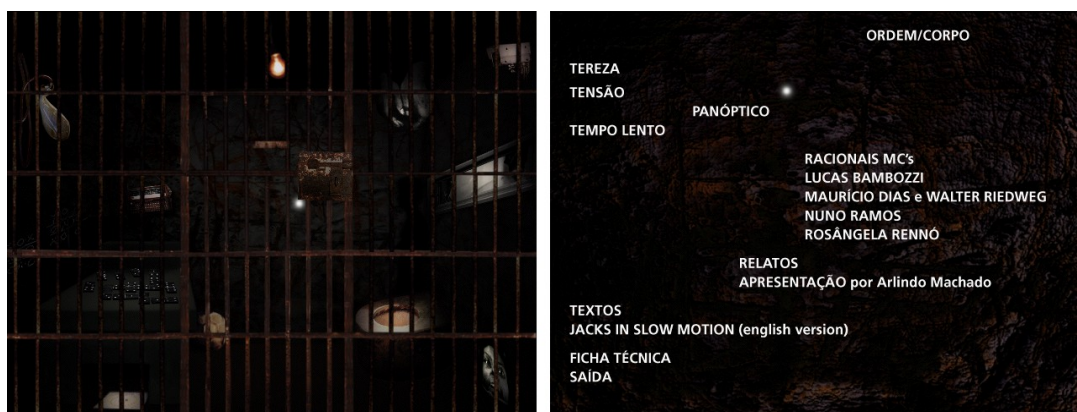 ORDEM/CORPO
TEREZA
TENSÃO
PANÓPTICO
TEMPO LENTO
RACIONAIS MC's
LUCAS BAMBOZZI
MAURÍCIO DIAS e WALTER RIEDWEG
NUNO RAMOS
ROSÂNGELA RENNÓ
RELATOS
APRESENTAÇÃO por Arlindo Machado
TEXTOS
JACKS IN SLOW MOTION (english version)
FICHA TÉCNICA
SAÍDA